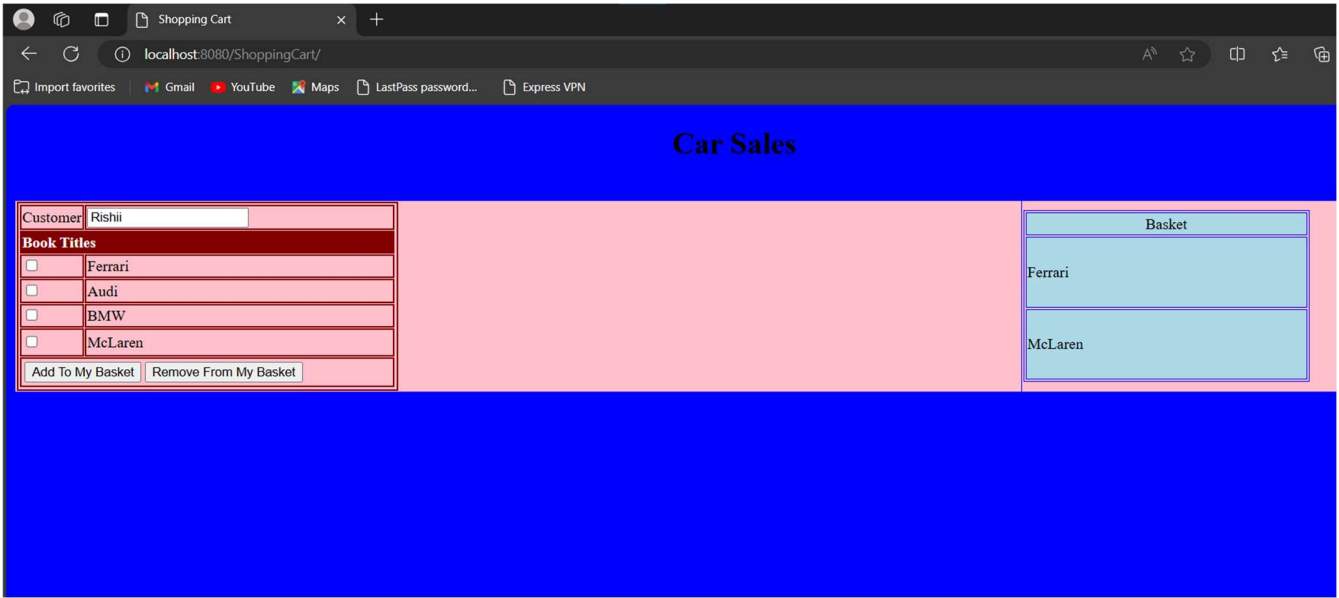 Shopping Cart
localhost:8080/ShoppingCart/
Import favorites Gmail YouTube Maps LastPass password... Express VPN
Car Sales
Customer Rishii
Book Titles
Ferrari
Audi
BMW
McLaren
Add To My Basket Remove From My Basket
Basket
Ferrari
McLaren